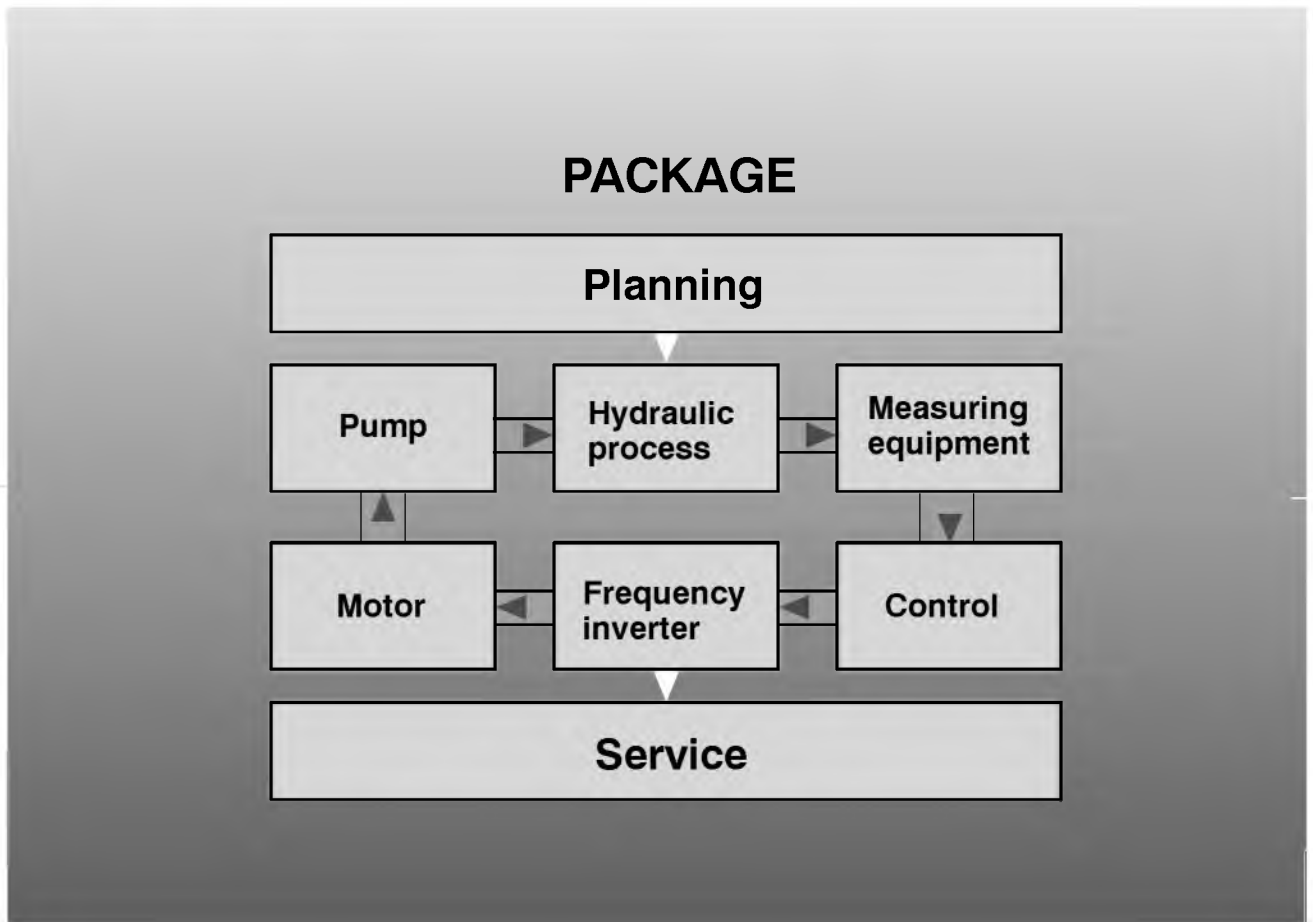 PACKAGE
Planning
Pump
Hydraulic
process
Measuring
equipment
Motor
Frequency
inverter
Control
Service